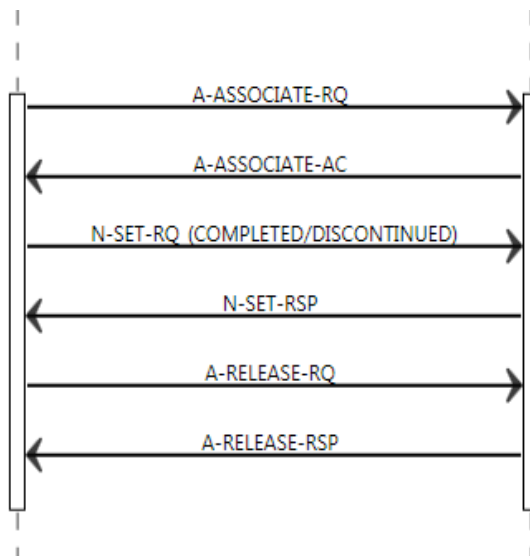 A-ASSOCIATE-RQ
A-ASSOCIATE-AC
N-SET-RQ (COMPLETED/DISCONTINUED)
N-SET-RSP
A-RELEASE-RQ
A-RELEASE-RSP